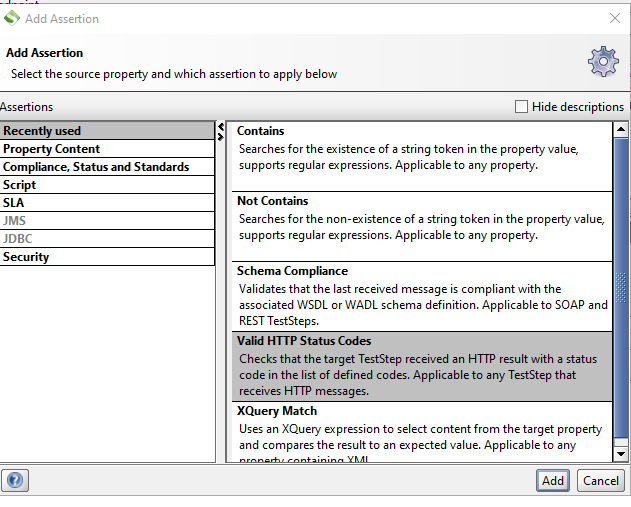 Add Assertion
Add Assertion
Select the source property and which assertion to apply below
Assertions
Hide descriptions
Recently used
Property Content
Compliance, Status and Standards
Script
SLA
JMS
JDBC
Security
Contains
Searches for the existence of a string token in the property value,
supports regular expressions. Applicable to any property.
Not Contains
Searches for the non-existence of a string token in the property value,
supports regular expressions. Applicable to any property.
Schema Compliance
Validates that the last received message is compliant with the
associated WSDL or WADL schema definition. Applicable to SOAP and
REST TestSteps.
Valid HTTP Status Codes
Checks that the target TestStep received an HTTP result with a status
code in the list of defined codes. Applicable to any TestStep that
receives HTTP messages.
XQuery Match
Uses an XQuery expression to select content from the target property
and compares the result to an expected value. Applicable to any
property containing XML
Add
Cancel